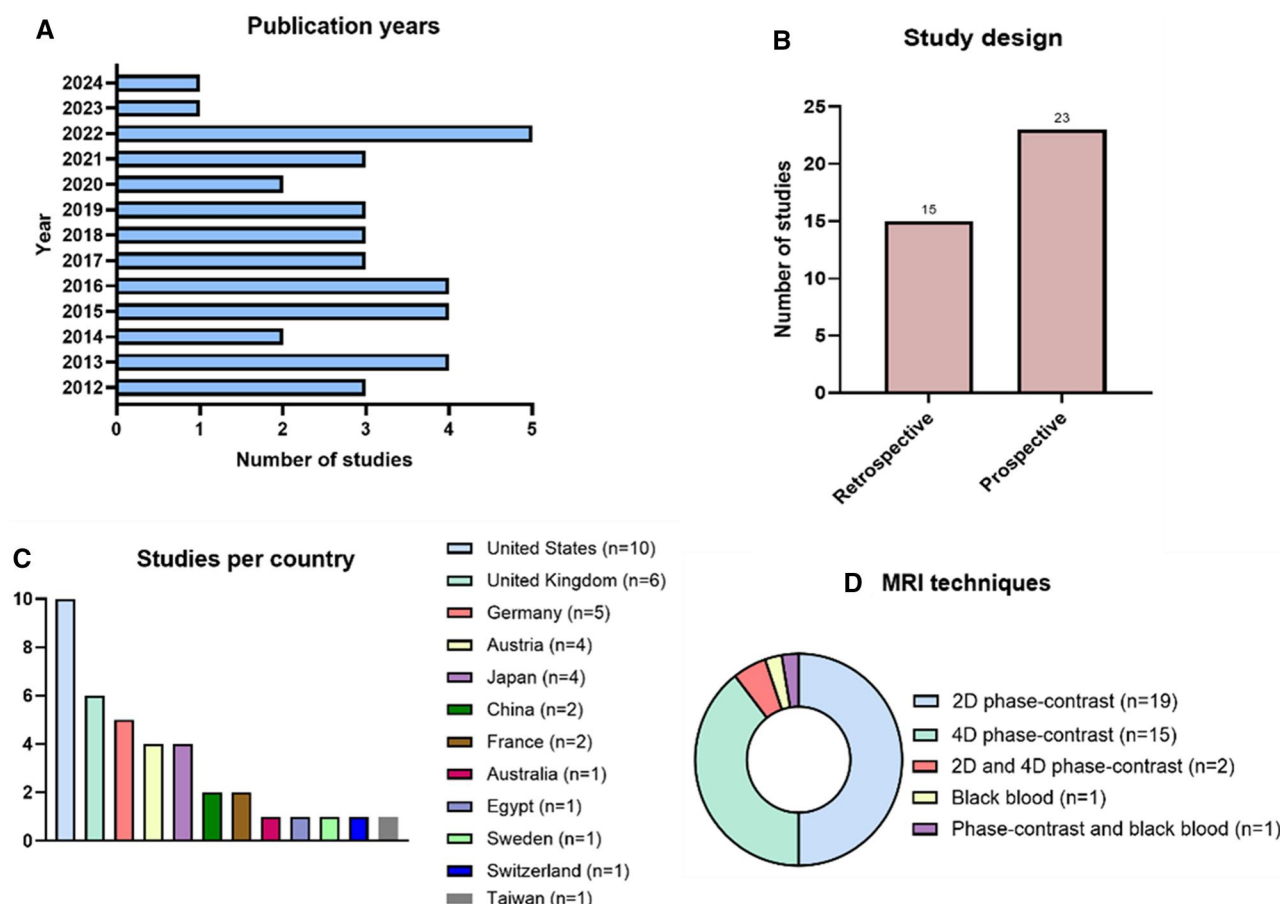 A
Publication years
2024
2023
2022
2021
2020
2019
2018
2017
2016
2015
2014
2013
2012
Year
0 1 2 3 4 5
Number of studies
B
Study design
25
20
15
10
5
0
Number of studies
15
23
Retrospective
Prospective
C
Studies per country
10
8
6
4
2
0
United States (n=10)
United Kingdom (n=6)
Germany (n=5)
Austria (n=4)
Japan (n=4)
China (n=2)
France (n=2)
Australia (n=1)
Egypt (n=1)
Sweden (n=1)
Switzerland (n=1)
Taiwan (n=1)
D
MRI techniques
2D phase-contrast (n=19)
4D phase-contrast (n=15)
2D and 4D phase-contrast (n=2)
Black blood (n=1)
Phase-contrast and black blood (n=1)